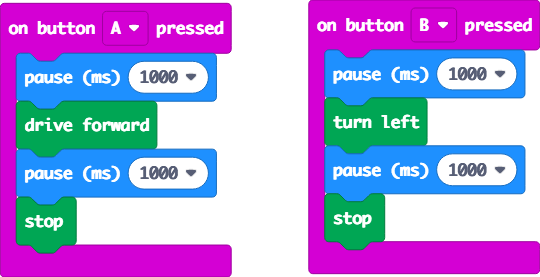 on button A pressed
pause (ms) 1000
drive forward
pause (ms) 1000
stop
on button B pressed
pause (ms) 1000
turn left
pause (ms) 1000
stop